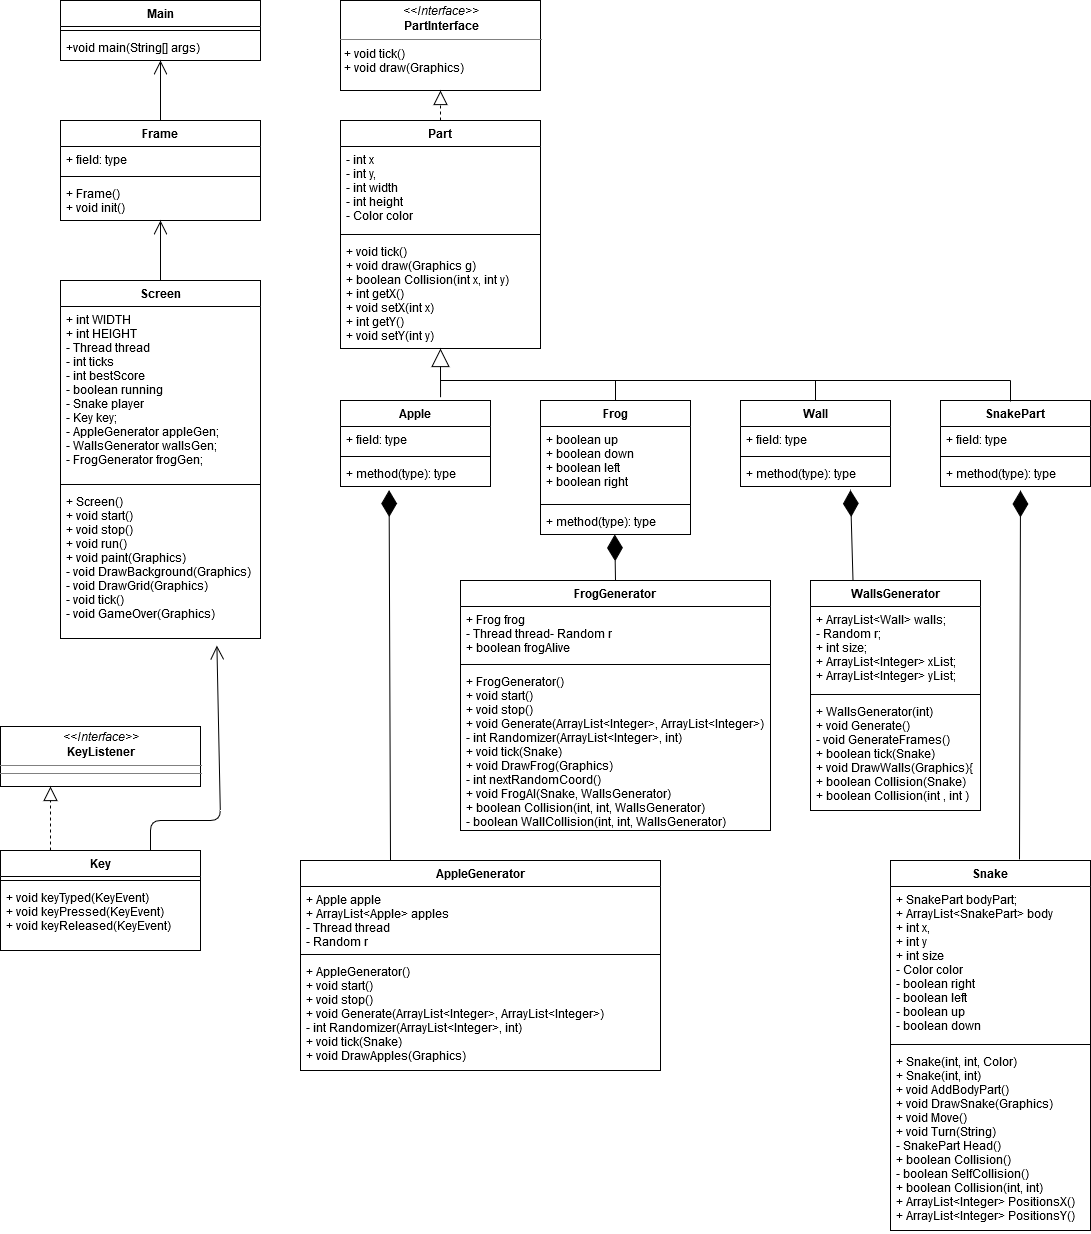 Main
+void main(String[] args)
Frame
+ field: type
+ Frame()
+ void init()
Screen
+ int WIDTH
+ int HEIGHT
- Thread thread
- int ticks
- int bestScore
- boolean running
- Snake player
- Key key;
- AppleGenerator appleGen;
- WallsGenerator wallsGen;
- FrogGenerator frogGen;
+ Screen()
+ void start()
+ void stop()
+ void run()
+ void paint(Graphics)
- void DrawBackground(Graphics)
- void DrawGrid(Graphics)
- void tick()
- void GameOver(Graphics)
<<Interface>>
KeyListener
Key
+ void keyTyped(KeyEvent)
+ void keyPressed(KeyEvent)
+ void keyReleased(KeyEvent)
<<Interface>>
PartInterface
+ void tick()
+ void draw(Graphics)
Part
- int x
- int y,
- int width
- int height
- Color color
+ void tick()
+ void draw(Graphics g)
+ boolean Collision(int x, int y)
+ int getX()
+ void setX(int x)
+ int getY()
+ void setY(int y)
Apple
+ field: type
+ method(type): type
Frog
+ boolean up
+ boolean down
+ boolean left
+ boolean right
+ method(type): type
Wall
+ field: type
+ method(type): type
SnakePart
+ field: type
+ method(type): type
FrogGenerator
+ Frog frog
- Thread thread- Random r
+ boolean frogAlive
+ FrogGenerator()
+ void start()
+ void stop()
+ void Generate(ArrayList<Integer>, ArrayList<Integer>)
- int Randomizer(ArrayList<Integer>, int)
+ void tick(Snake)
+ void DrawFrog(Graphics)
- int nextRandomCoord()
+ void FrogAI(Snake, WallsGenerator)
+ boolean Collision(int, int, WallsGenerator)
- boolean WallCollision(int, int, WallsGenerator)
WallsGenerator
+ ArrayList<Wall> walls;
- Random r;
+ int size;
+ ArrayList<Integer> xList;
+ ArrayList<Integer> yList;
+ WallsGenerator(int)
+ void Generate()
- void GenerateFrames()
+ boolean tick(Snake)
+ void DrawWalls(Graphics){
+ boolean Collision(Snake)
+ boolean Collision(int , int )
AppleGenerator
+ Apple apple
+ ArrayList<Apple> apples
- Thread thread
- Random r
+ AppleGenerator()
+ void start()
+ void stop()
+ void Generate(ArrayList<Integer>, ArrayList<Integer>)
- int Randomizer(ArrayList<Integer>, int)
+ void tick(Snake)
+ void DrawApples(Graphics)
Snake
+ SnakePart bodyPart;
+ ArrayList<SnakePart> body
+ int x,
+ int y
+ int size
- Color color
- boolean right
- boolean left
- boolean up
- boolean down
+ Snake(int, int, Color)
+ Snake(int, int)
+ void AddBodyPart()
+ void DrawSnake(Graphics)
+ void Move()
+ void Turn(String)
- SnakePart Head()
+ boolean Collision()
- boolean SelfCollision()
+ boolean Collision(int, int)
+ ArrayList<Integer> PositionsX()
+ ArrayList<Integer> PositionsY()